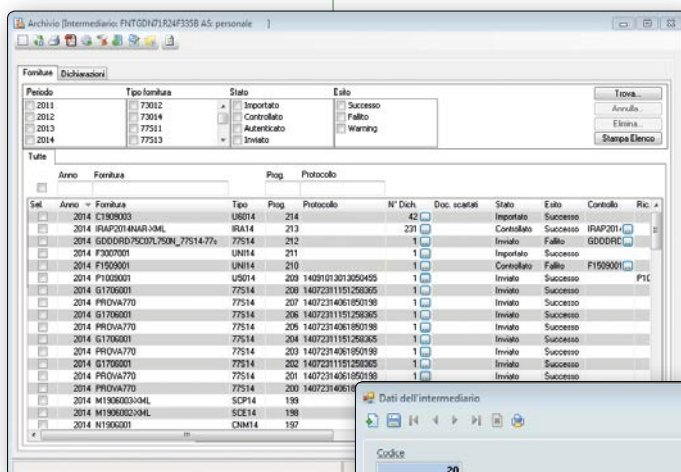 Archivio [Intermediario: FNTGDN71R24F335B AS: personale ]
Forniture Dichiarazioni
Periodo Tipo fornitura Stato Esito
2011 73012 Importato Successo Trova...
2012 73014 Controllato Fallito Annulla...
2013 77S11 Autenticato Warning Elimina...
2014 77S13 Inviato Stampa Elenco
Tutte
Anno Fornitura Prog. Protocollo
Sel. Anno Fornitura Tipo Prog. Protocollo N° Dich. Doc. scartati Stato Esito Controllo Ric.
2014 C1909003 U6014 214 42 Importato Successo
2014 IRAP2014NAR-XML IRA14 213 231 Controllato Successo IRAP201
2014 GDDDRD75C07L750N_77S14-77s 77S14 212 1 Inviato Fallito GDDDRD
2014 F3007001 UNI14 211 1 Importato Successo
2014 F1509001 UNI14 210 1 Controllato Fallito F1509001
2014 P1009001 U5014 209 14091013013050455 1 Inviato Successo P10
2014 G1706001 77S14 208 14072311151258365 1 Inviato Successo
2014 PROVA770 77S14 207 14072314061850198 1 Inviato Successo
2014 G1706001 77S14 206 14072311151258365 1 Inviato Successo
2014 PROVA770 77S14 205 14072314061850198 1 Inviato Successo
2014 G1706001 77S14 204 14072311151258365 1 Inviato Successo
2014 PROVA770 77S14 203 14072314061850198 1 Inviato Successo
2014 G1706001 77S14 202 14072311151258365 1 Inviato Successo
2014 PROVA770 77S14 201 14072314061850198 1 Inviato Successo
2014 PROVA770 77S14 200 1407231406185019 1 Inviato Successo
2014 M1906003-XML SCP14 199
2014 M1906002-XML SCE14 198
2014 N1906001 CNM14 197
Dati dell'intermediario
Codice
20